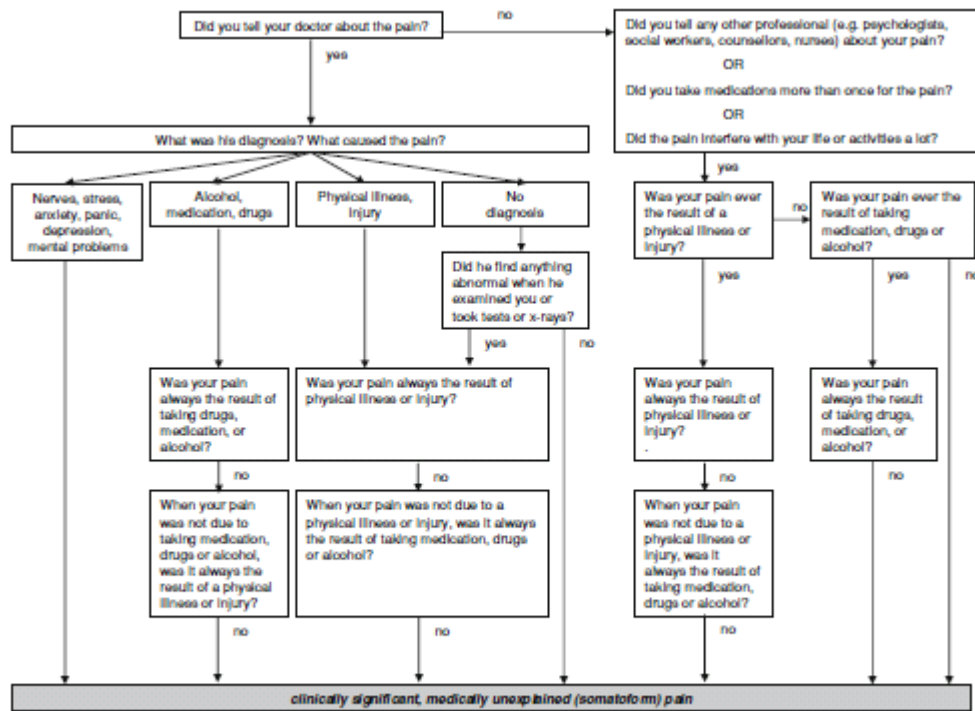 no
Did you tell your doctor about the pain?
yes
Did you tell any other professional (e.g. psychologists,
social workers, counsellors, nurses) about your pain?
OR
Did you take medications more than once for the pain?
OR
Did the pain interfere with your life or activities a lot?
yes
What was his diagnosis? What caused the pain?
Nerves, stress,
anxiety, panic,
depression,
mental problems
Alcohol,
medication, drugs
Physical illness,
injury
No
diagnosis
Was your pain ever
the result of a
physical illness or
injury?
no
Was your pain ever the
result of taking
medication, drugs or
alcohol?
Did he find anything
abnormal when he
examined you or
took tests or x-rays?
yes
no
yes
yes
no
Was your pain
always the result of
taking drugs,
medication, or
alcohol?
no
Was your pain always the result of
physical illness or injury?
no
Was your pain
always the result of
physical illness or
injury?
.
no
Was your pain
always the result
of taking drugs,
medication, or
alcohol?
no
When your pain
was not due to
taking medication,
drugs or alcohol,
was it always the
result of a physical
illness or injury?
no
When your pain was not due to a
physical illness or injury, was it always
the result of taking medication, drugs
or alcohol?
no
When your pain
was not due to a
physical illness or
injury, was it
always the result of
taking medication,
drugs or alcohol?
no
clinically significant, medically unexplained (somatoform) pain